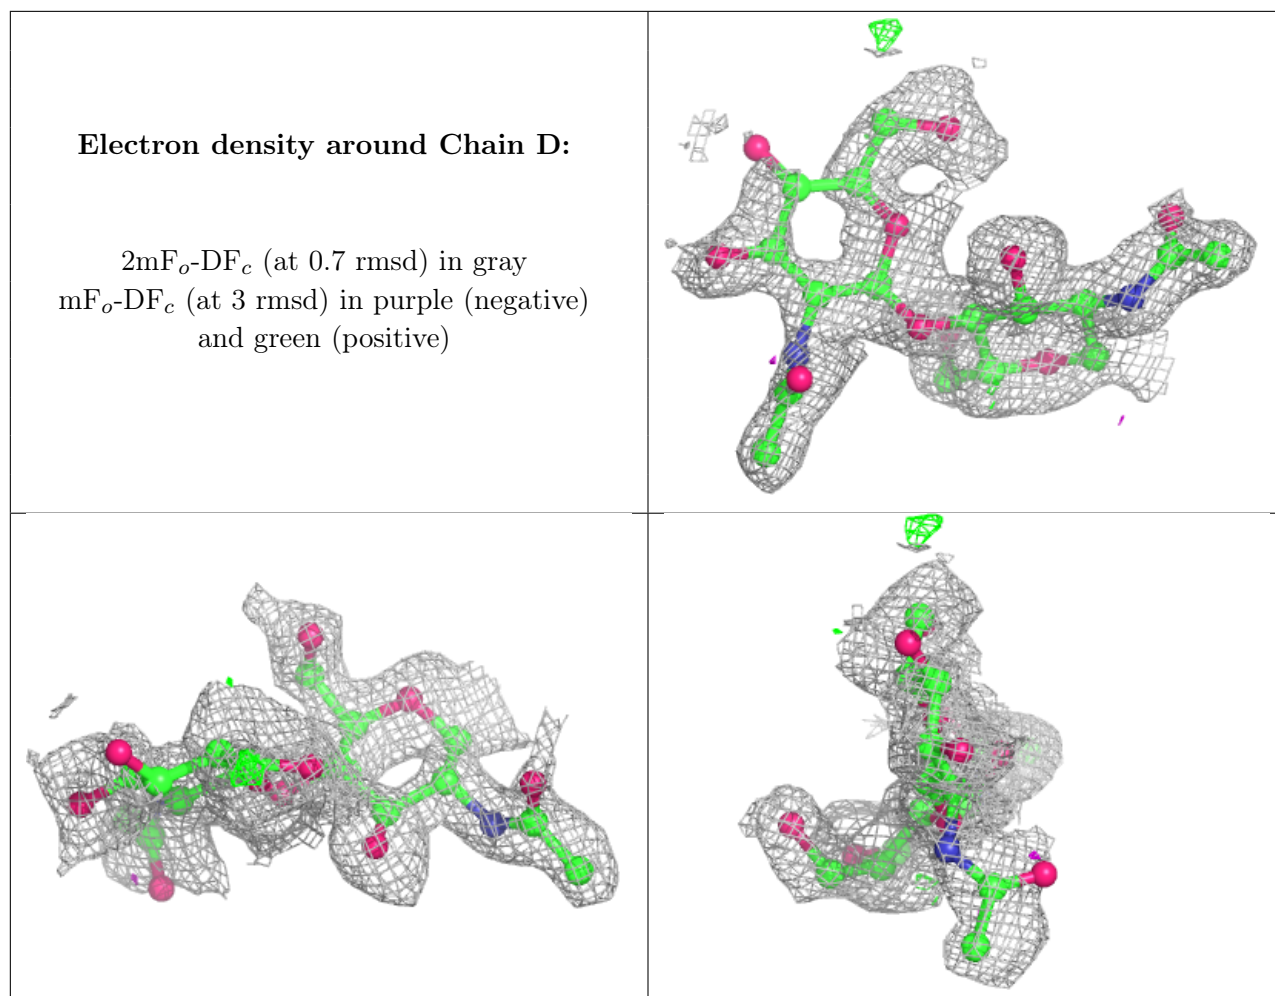 Electron density around Chain D:
2mFo-DFc (at 0.7 rmsd) in gray
mFo-DFc (at 3 rmsd) in purple (negative)
and green (positive)